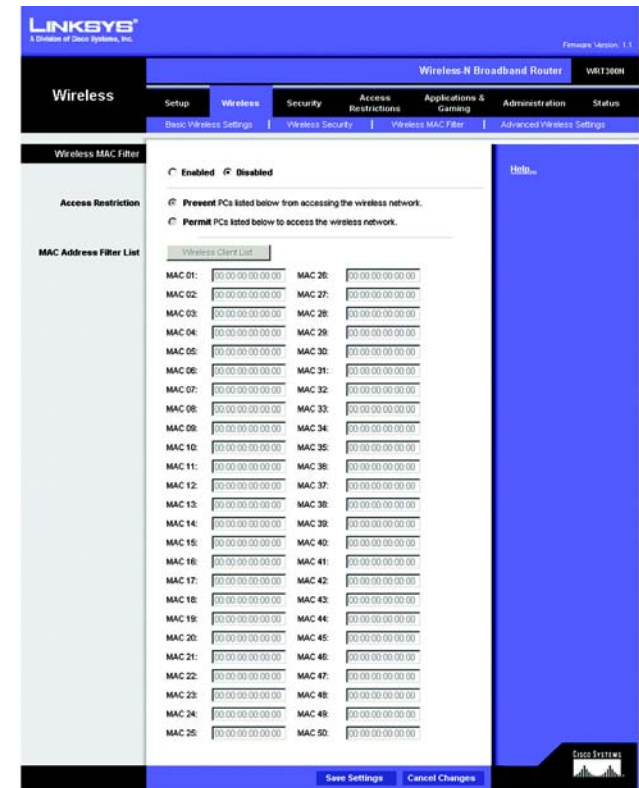 LINKSYS®
A Division of Cisco Systems, Inc.
Firmware Version: 1.1
Wireless-N Broadband Router WRT300N
Wireless
Setup Wireless Security Access Restrictions Applications & Gaming Administration Status
Basic Wireless Settings | Wireless Security | Wireless MAC Filter | Advanced Wireless Settings
Wireless MAC Filter
Enabled Disabled
Help...
Access Restriction
Prevent PCs listed below from accessing the wireless network.
Permit PCs listed below to access the wireless network.
MAC Address Filter List
Wireless Client List
MAC 01: 00:00:00:00:00:00 MAC 26: 00:00:00:00:00:00
MAC 02: 00:00:00:00:00:00 MAC 27: 00:00:00:00:00:00
MAC 03: 00:00:00:00:00:00 MAC 28: 00:00:00:00:00:00
MAC 04: 00:00:00:00:00:00 MAC 29: 00:00:00:00:00:00
MAC 05: 00:00:00:00:00:00 MAC 30: 00:00:00:00:00:00
MAC 06: 00:00:00:00:00:00 MAC 31: 00:00:00:00:00:00
MAC 07: 00:00:00:00:00:00 MAC 32: 00:00:00:00:00:00
MAC 08: 00:00:00:00:00:00 MAC 33: 00:00:00:00:00:00
MAC 09: 00:00:00:00:00:00 MAC 34: 00:00:00:00:00:00
MAC 10: 00:00:00:00:00:00 MAC 35: 00:00:00:00:00:00
MAC 11: 00:00:00:00:00:00 MAC 36: 00:00:00:00:00:00
MAC 12: 00:00:00:00:00:00 MAC 37: 00:00:00:00:00:00
MAC 13: 00:00:00:00:00:00 MAC 38: 00:00:00:00:00:00
MAC 14: 00:00:00:00:00:00 MAC 39: 00:00:00:00:00:00
MAC 15: 00:00:00:00:00:00 MAC 40: 00:00:00:00:00:00
MAC 16: 00:00:00:00:00:00 MAC 41: 00:00:00:00:00:00
MAC 17: 00:00:00:00:00:00 MAC 42: 00:00:00:00:00:00
MAC 18: 00:00:00:00:00:00 MAC 43: 00:00:00:00:00:00
MAC 19: 00:00:00:00:00:00 MAC 44: 00:00:00:00:00:00
MAC 20: 00:00:00:00:00:00 MAC 45: 00:00:00:00:00:00
MAC 21: 00:00:00:00:00:00 MAC 46: 00:00:00:00:00:00
MAC 22: 00:00:00:00:00:00 MAC 47: 00:00:00:00:00:00
MAC 23: 00:00:00:00:00:00 MAC 48: 00:00:00:00:00:00
MAC 24: 00:00:00:00:00:00 MAC 49: 00:00:00:00:00:00
MAC 25: 00:00:00:00:00:00 MAC 50: 00:00:00:00:00:00
CISCO SYSTEMS
Save Settings Cancel Changes